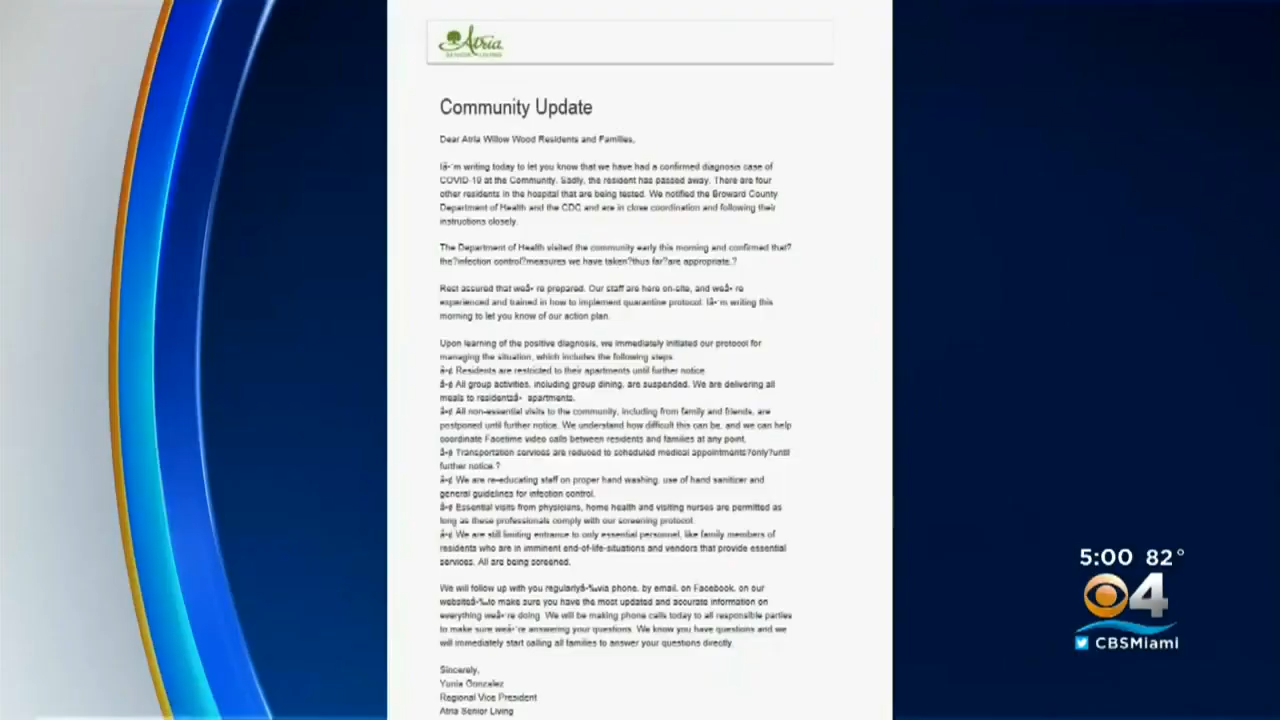 Atria
SENIOR LIVING
Community Update
Dear Atria Willow Wood Residents and Families,
Iâ€™m writing today to let you know that we have had a confirmed diagnosis case of
COVID-19 at the Community. Sadly, the resident has passed away. There are four
other residents in the hospital that are being tested. We notified the Broward County
Department of Health and the CDC and are in close coordination and following their
instructions closely.
The Department of Health visited the community early this morning and confirmed that?
the?infection control?measures we have taken?thus far?are appropriate.?
Rest assured that weâ€™re prepared. Our staff are here on-site, and weâ€™re
experienced and trained in how to implement quarantine protocol. Iâ€™m writing this
morning to let you know of our action plan.
Upon learning of the positive diagnosis, we immediately initiated our protocol for
managing the situation, which includes the following steps
â€¢ Residents are restricted to their apartments until further notice
â€¢ All group activities, including group dining, are suspended. We are delivering all
meals to residentsâ€™ apartments.
â€¢ All non-essential visits to the community, including from family and friends, are
postponed until further notice. We understand how difficult this can be, and we can help
coordinate Facetime video calls between residents and families at any point.
â€¢ Transportation services are reduced to scheduled medical appointments?only?until
further notice.?
â€¢ We are re-educating staff on proper hand washing, use of hand sanitizer and
general guidelines for infection control.
â€¢ Essential visits from physicians, home health and visiting nurses are permitted as
long as these professionals comply with our screening protocol.
â€¢ We are still limiting entrance to only essential personnel, like family members of
residents who are in imminent end-of-life-situations and vendors that provide essential
services. All are being screened.
We will follow up with you regularlyâ€‰via phone, by email, on Facebook, on our
websiteâ€‰to make sure you have the most updated and accurate information on
everything weâ€™re doing. We will be making phone calls today to all responsible parties
to make sure weâ€™re answering your questions. We know you have questions and we
will immediately start calling all families to answer your questions directly.
Sincerely,
Yunia Gonzalez
Regional Vice President
Atria Senior Living
5:00 82°
4
CBSMiami